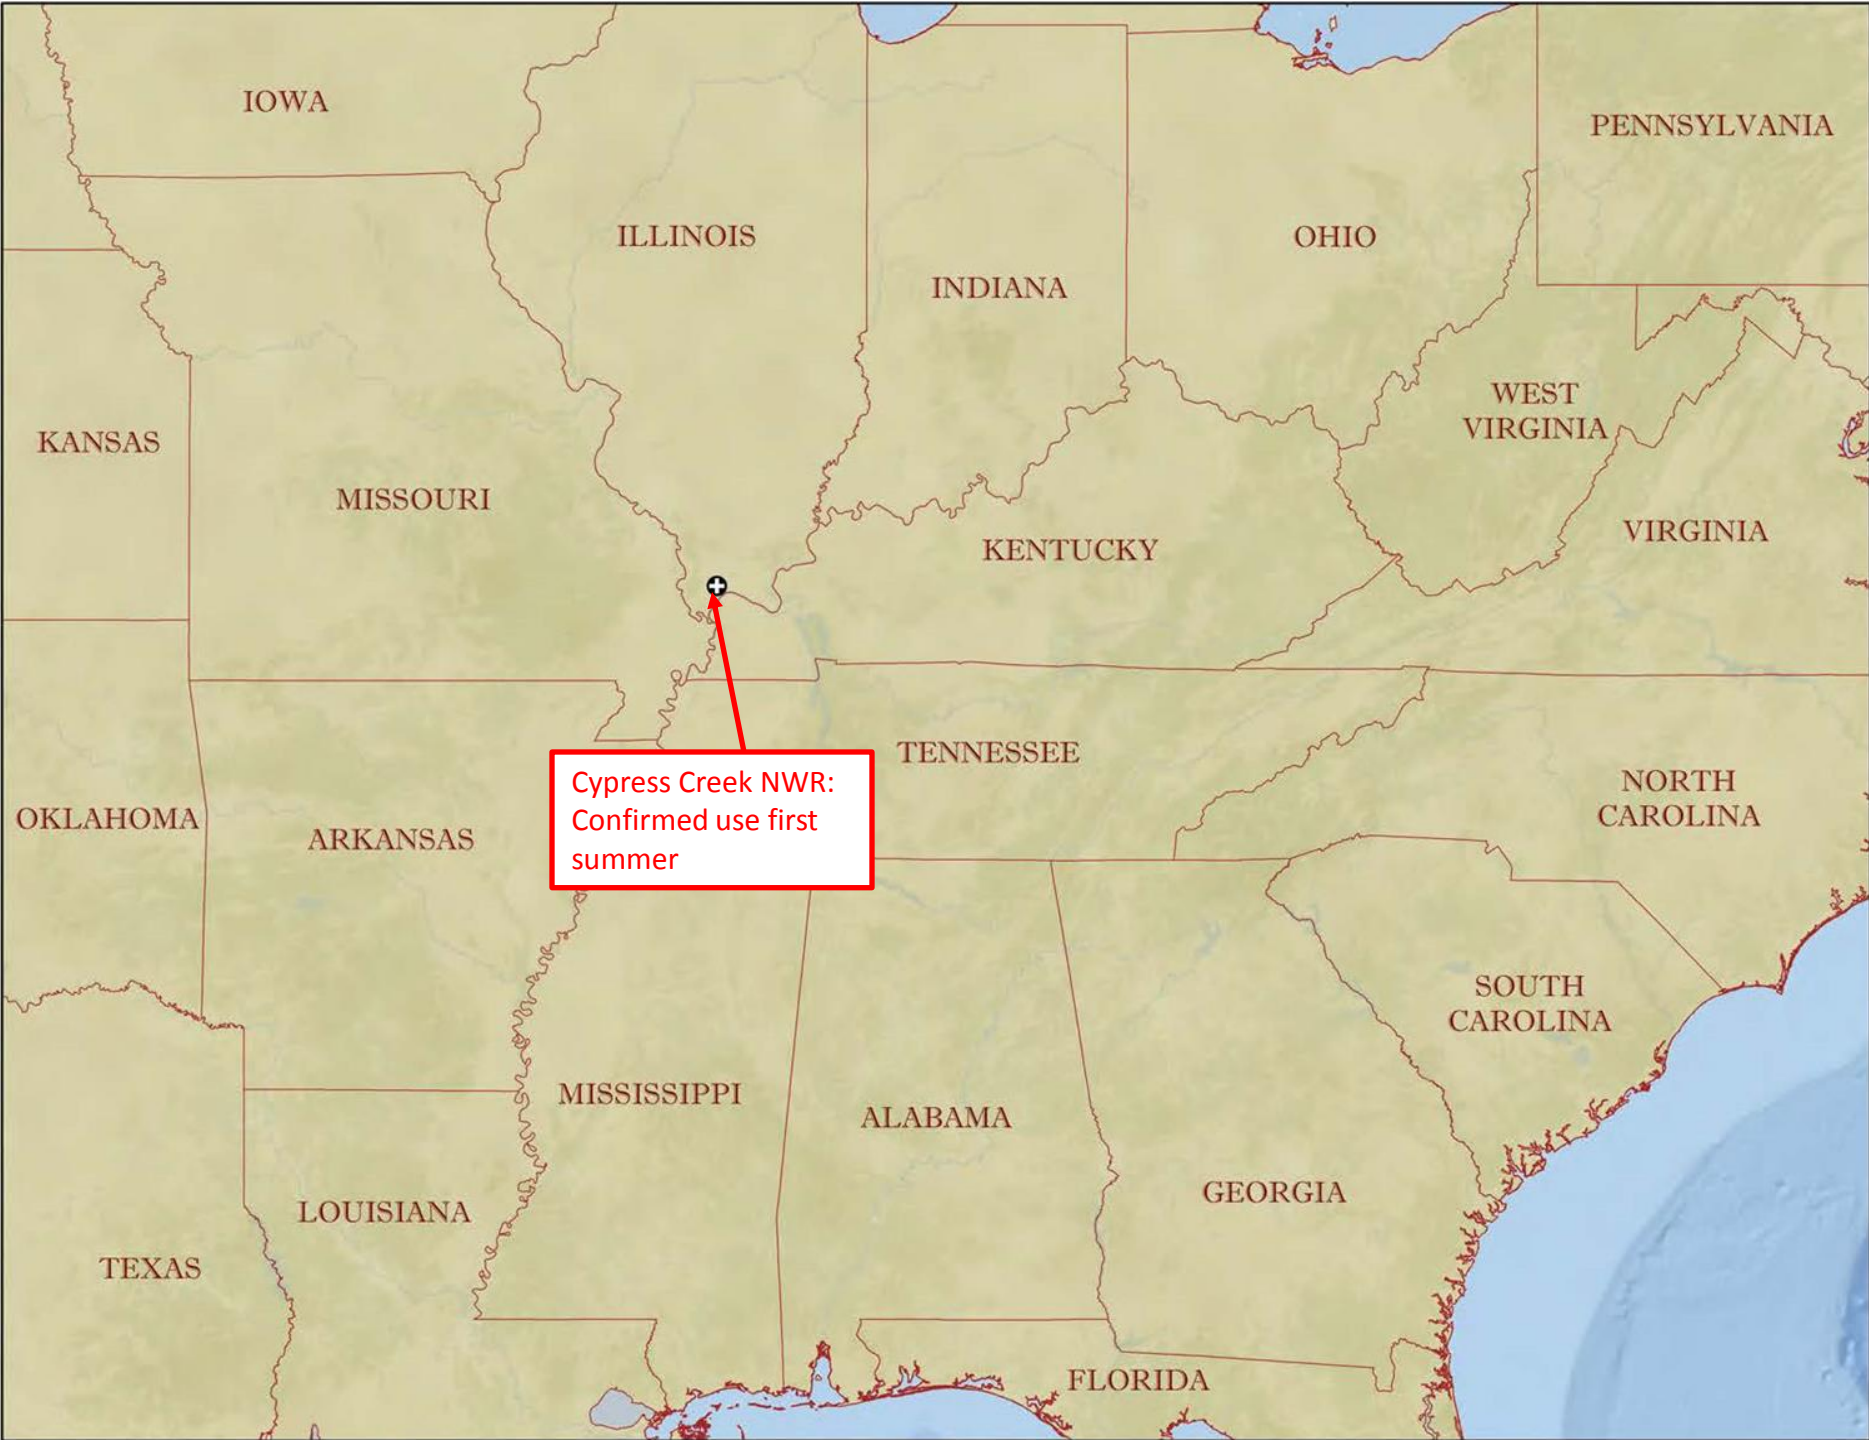 IOWA
PENNSYLVANIA
ILLINOIS
OHIO
INDIANA
WEST
VIRGINIA
KANSAS
MISSOURI
VIRGINIA
KENTUCKY
TENNESSEE
Cypress Creek NWR:
Confirmed use first
summer
NORTH
CAROLINA
OKLAHOMA
ARKANSAS
SOUTH
CAROLINA
MISSISSIPPI
ALABAMA
GEORGIA
LOUISIANA
TEXAS
FLORIDA